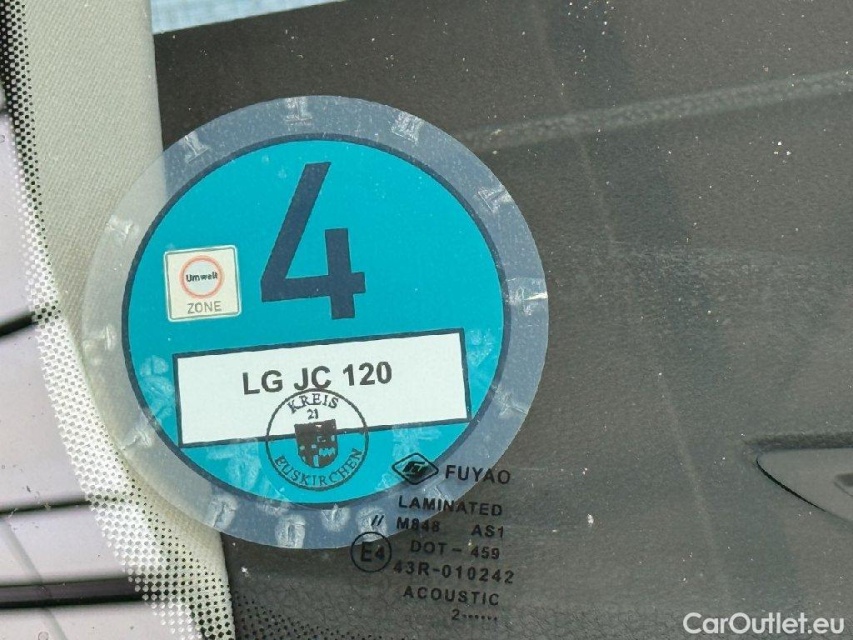 4
Umwelt
ZONE
LG JC 120
KREIS
21
EUSKIRCHEN
FUYAO
LAMINATED
// M848 AS1
E4 DOT-459
43R-010242
ACOUSTIC
2......
CarOutlet.eu